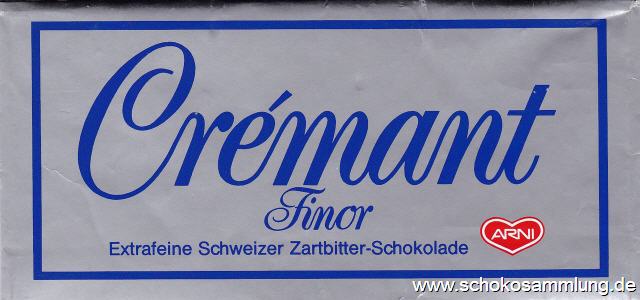 Crémant
Finor
Extrafeine Schweizer Zartbitter-Schokolade
ARNI
www.schokosammlung.de